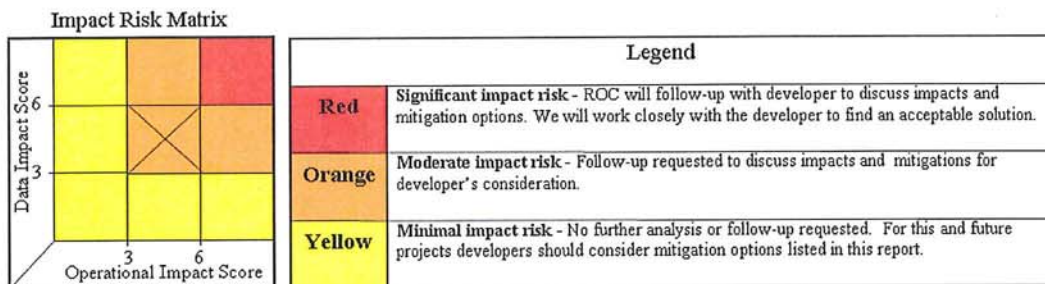 Impact Risk Matrix
Data Impact Score
6
3
3
6
Operational Impact Score
Legend
Red
Significant impact risk - ROC will follow-up with developer to discuss impacts and
mitigation options. We will work closely with the developer to find an acceptable solution.
Orange
Moderate impact risk - Follow-up requested to discuss impacts and mitigations for
developer's consideration.
Yellow
Minimal impact risk - No further analysis or follow-up requested. For this and future
projects developers should consider mitigation options listed in this report.